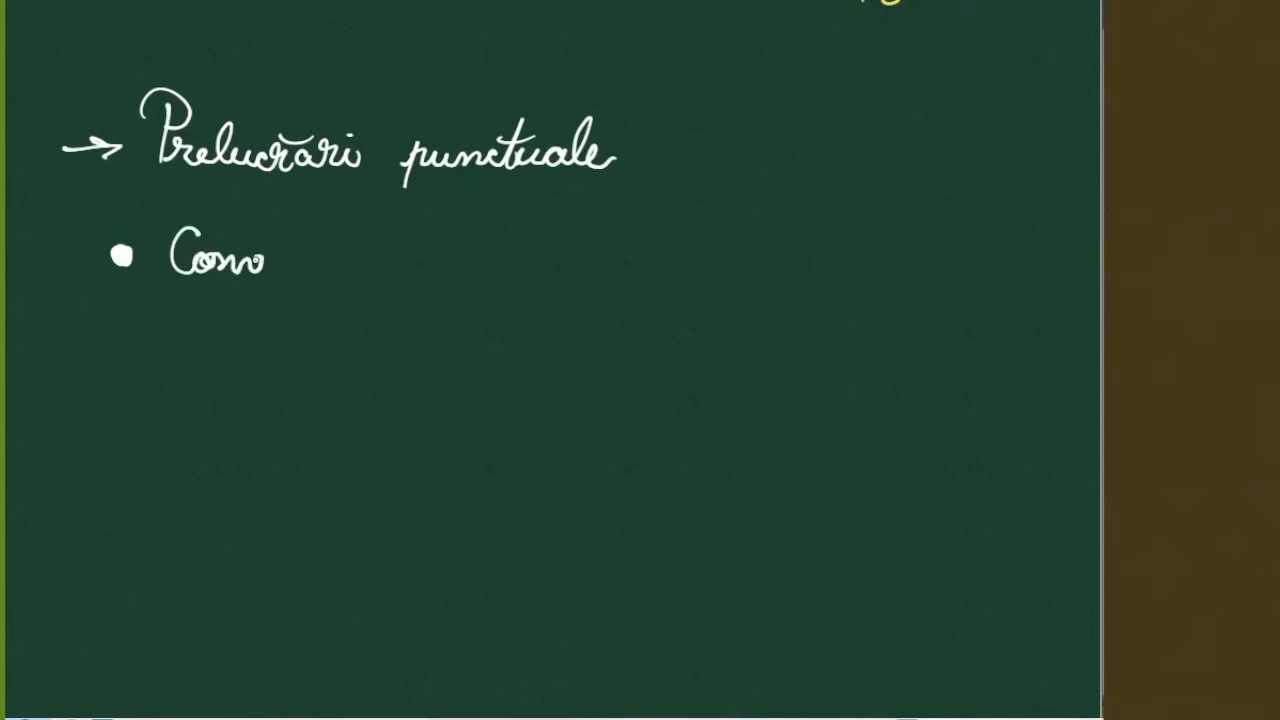 → Prelucrări punctuale
• Conv